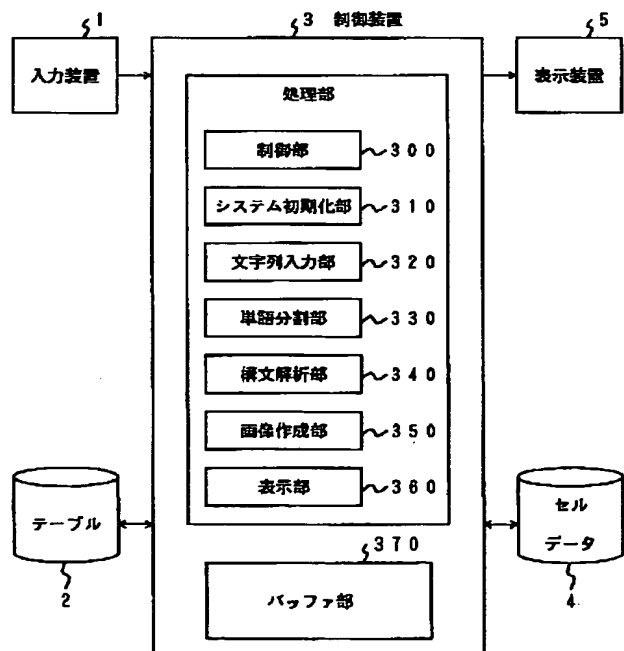 1
3 制御装置
5
入力装置
表示装置
処理部
制御部
300
システム初期化部
310
文字列入力部
320
単語分割部
330
構文解析部
340
画像作成部
350
表示部
360
テーブル
2
セル
データ
4
370
バッファ部